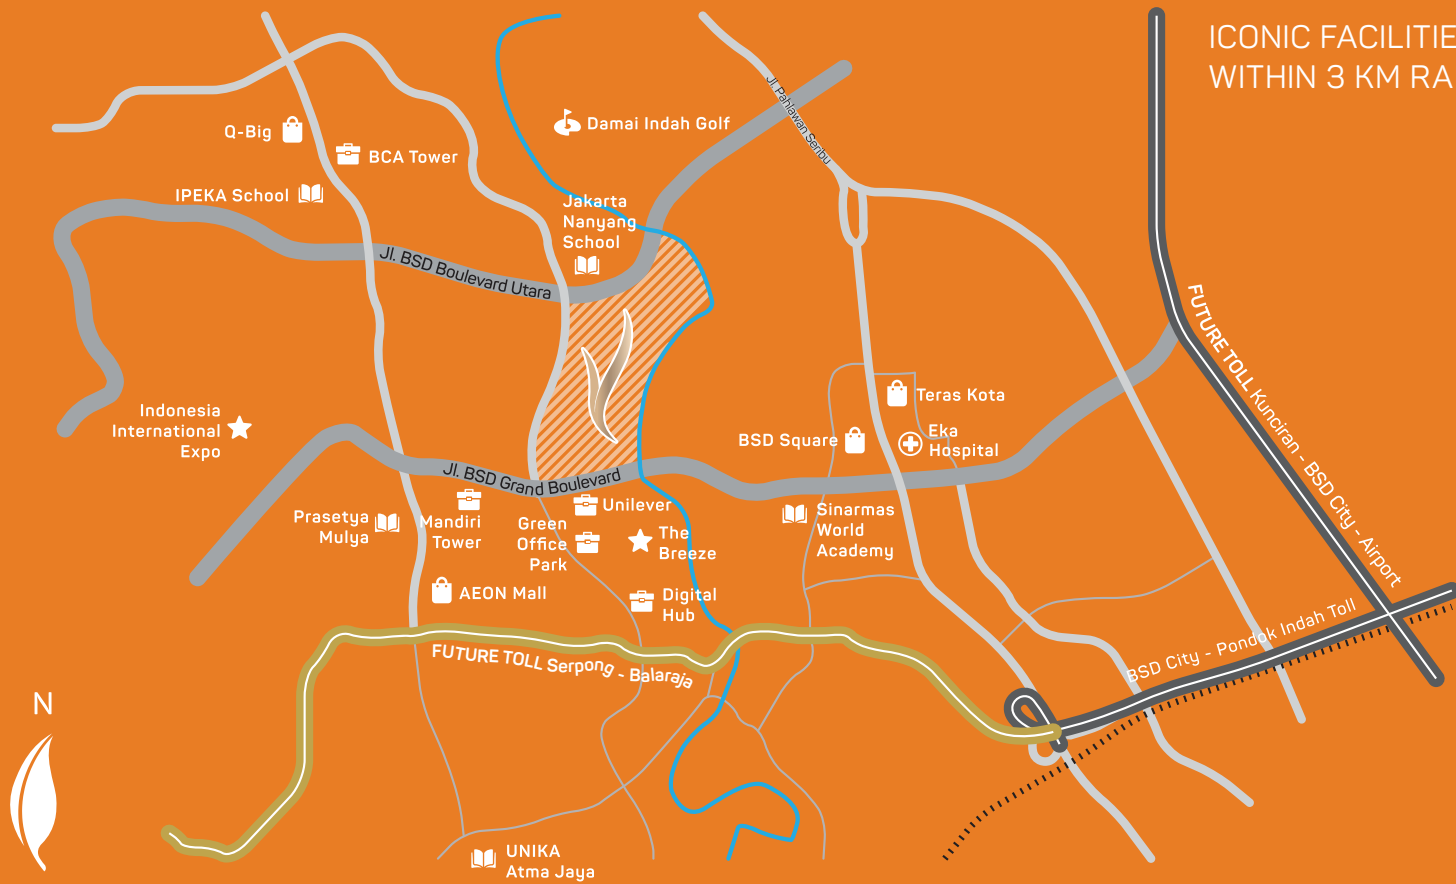 ICONIC FACILITIE
WITHIN 3 KM RA
Jl. Pahlawan Seribu
Damai Indah Golf
Q-Big
BCA Tower
IPEKA School
Jakarta
Nanyang
School
Jl. BSD Boulevard Utara
FUTURE TOLL Kunciran - BSD City - Airport
Indonesia
International
Expo
Teras Kota
BSD Square
Eka
Hospital
Jl. BSD Grand Boulevard
Unilever
Prasetya
Mulya
Mandiri
Tower
Green
Office
Park
The
Breeze
Sinarmas
World
Academy
AEON Mall
Digital
Hub
BSD City - Pondok Indah Toll
FUTURE TOLL Serpong - Balaraja
N
UNIKA
Atma Jaya